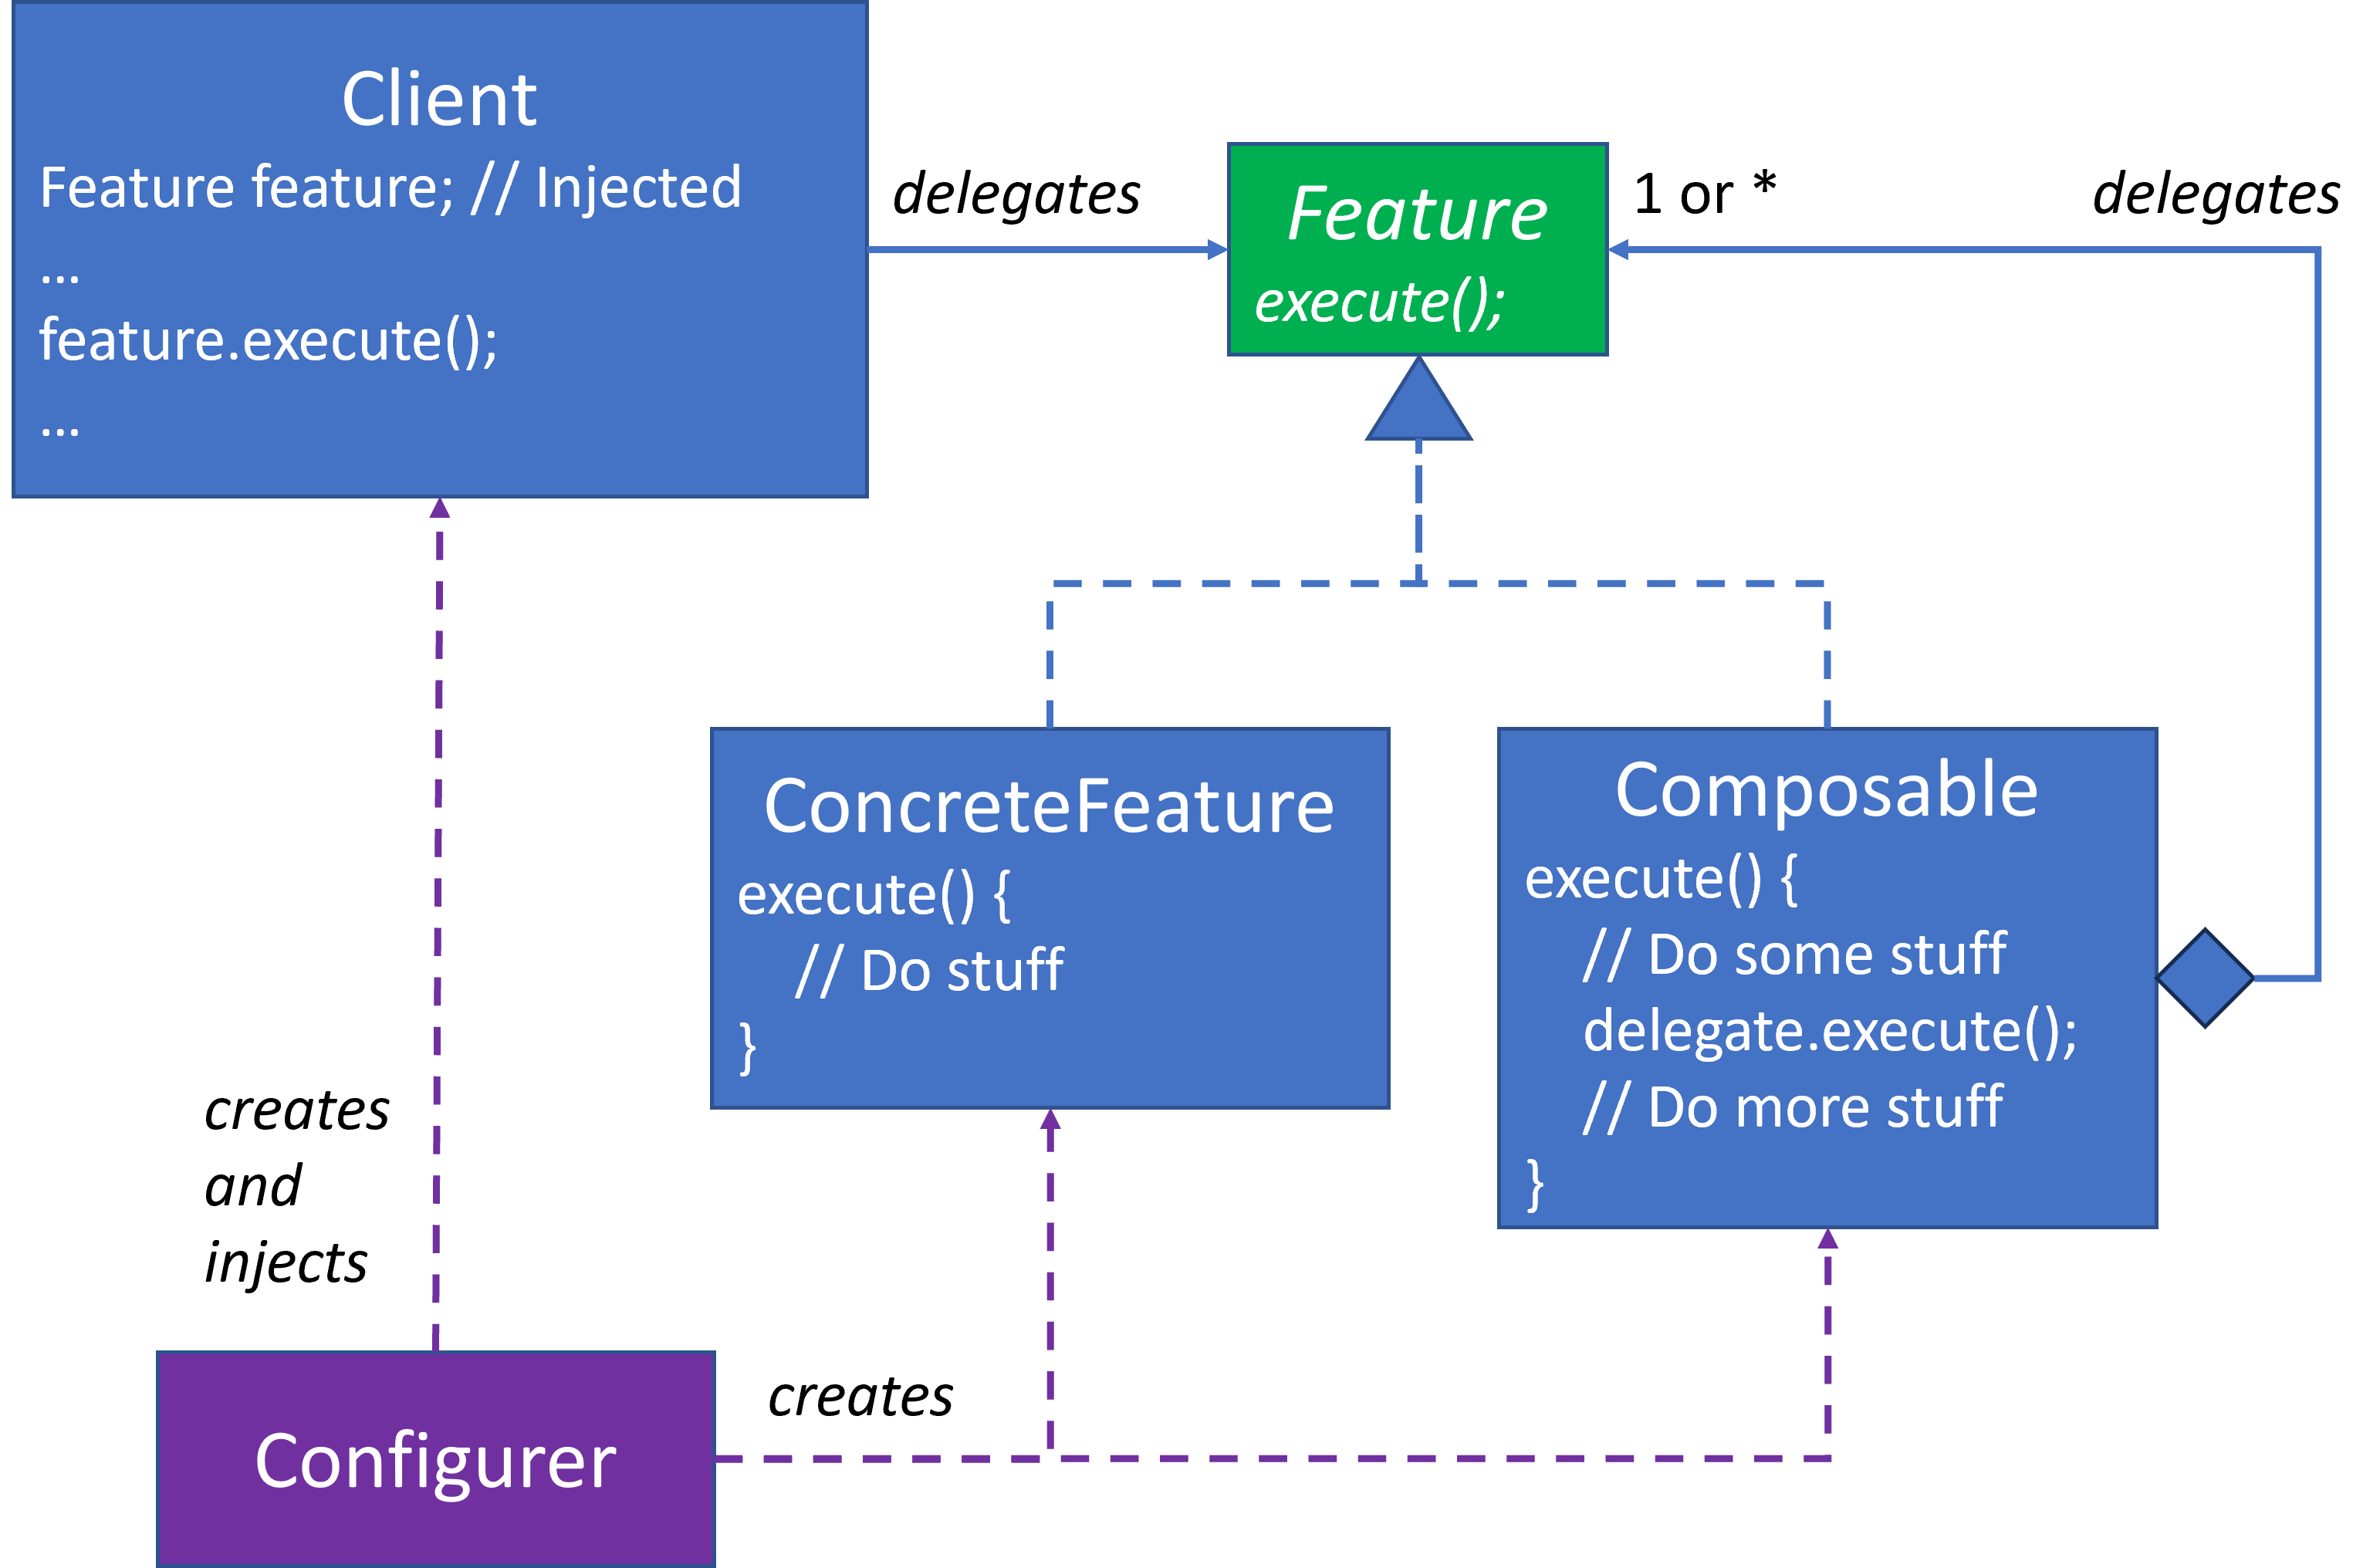 Client
Feature feature; // Injected
...
feature.execute();
...
delegates
Feature
execute();
1 or *
delegates
ConcreteFeature
execute() {
// Do stuff
}
Composable
execute() {
// Do some stuff
delegate.execute();
// Do more stuff
}
creates
and
injects
Configurer
creates